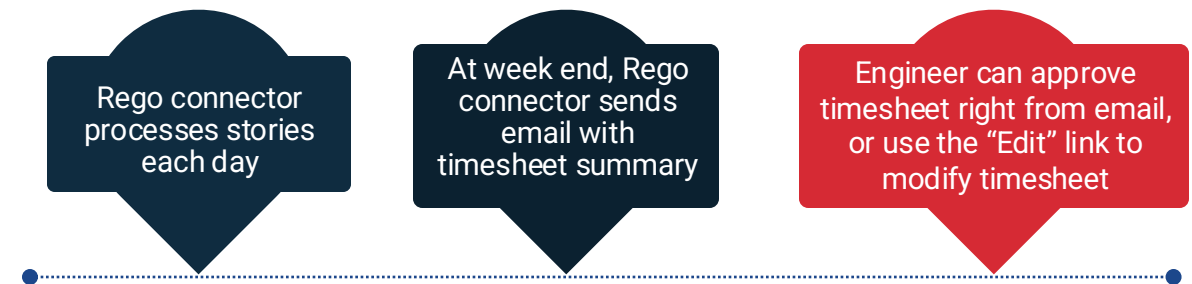 Rego connector
processes stories
each day
At week end, Rego
connector sends
email with
timesheet summary
Engineer can approve
timesheet right from email,
or use the “Edit” link to
modify timesheet